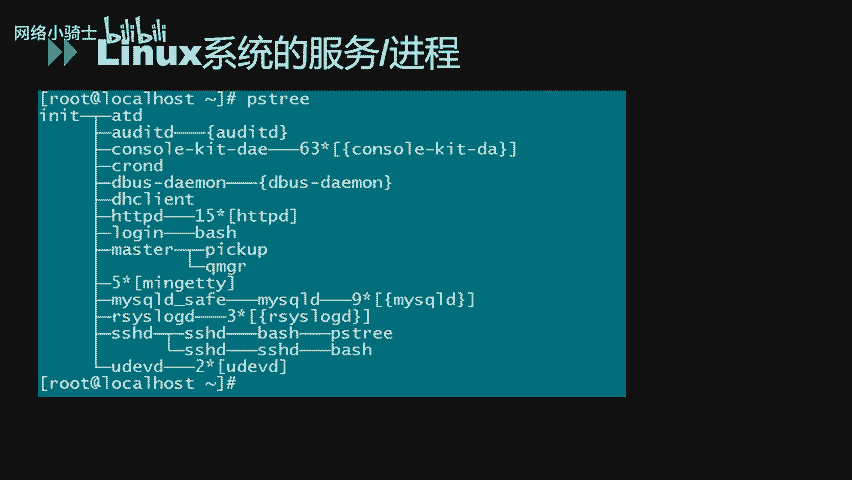 网络小骑士 bilibili
Linux系统的服务/进程
[root@localhost ~]# pstree
init─┬─atd
     ├─auditd───{auditd}
     ├─console-kit-dae───63*[{console-kit-da}]
     ├─crond
     ├─dbus-daemon───{dbus-daemon}
     ├─dhclient
     ├─httpd───15*[httpd]
     ├─login───bash
     ├─master─┬─pickup
     │        └─qmgr
     ├─5*[mingetty]
     ├─mysqld_safe───mysqld───9*[{mysqld}]
     ├─rsyslogd───3*[{rsyslogd}]
     ├─sshd─┬─sshd───bash───pstree
     │      └─sshd───sshd───bash
     └─udevd───2*[udevd]
[root@localhost ~]#